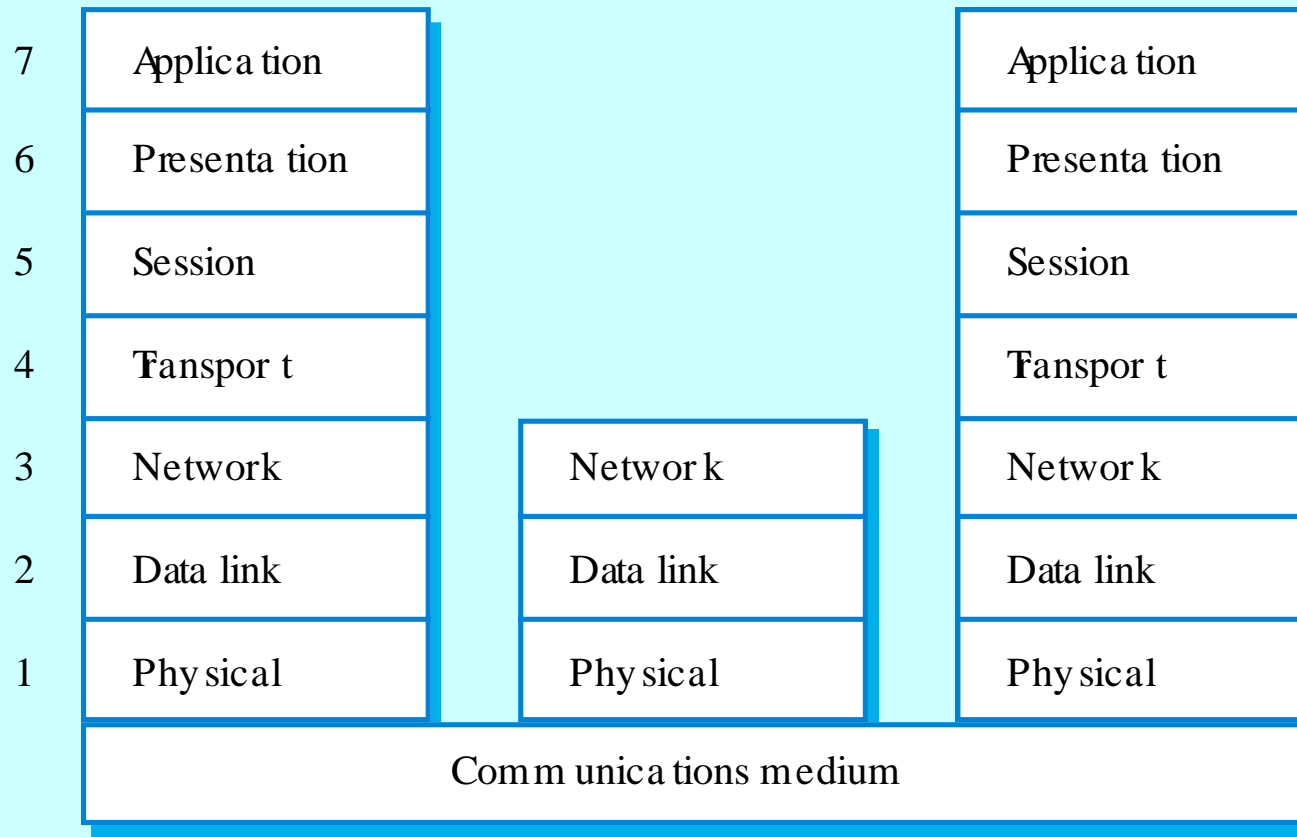 7 Application Application
6 Presentation Presentation
5 Session Session
4 Transport Transport
3 Network Network Network
2 Data link Data link Data link
1 Physical Physical Physical
Communications medium